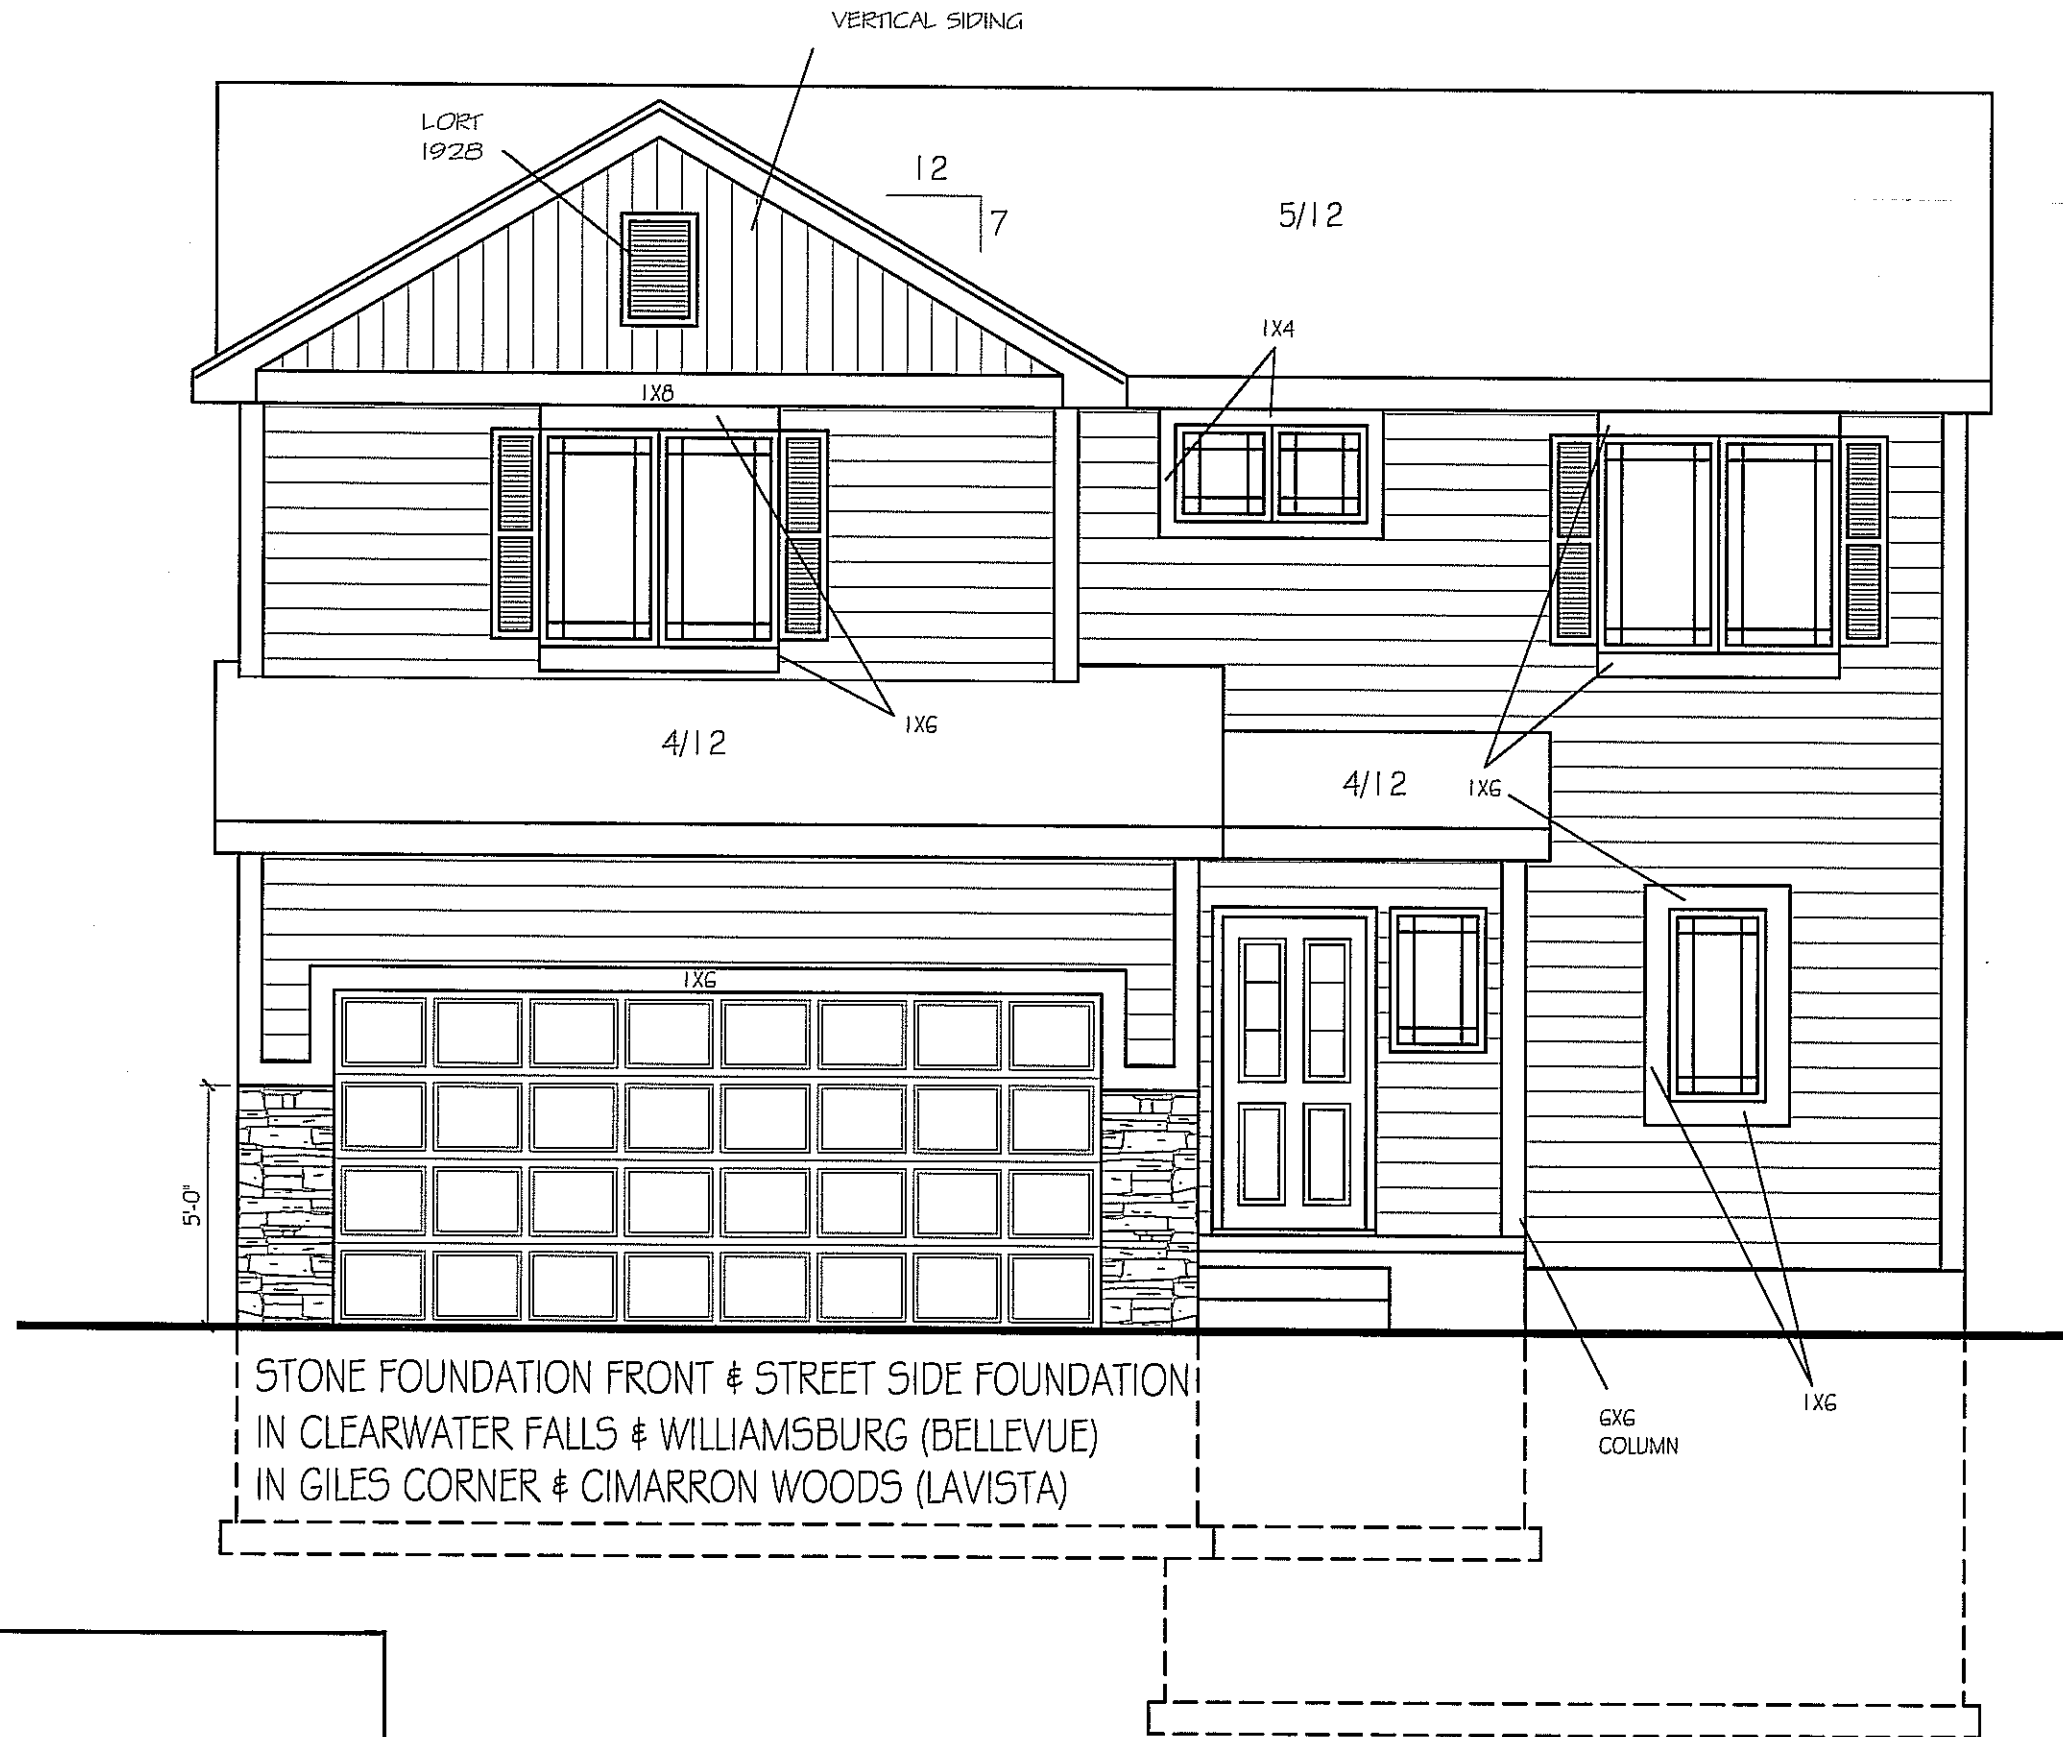 VERTICAL SIDING
LORT
1928
12
7
5/12
1X4
1X8
1X6
4/12
4/12
1X6
1X6
5'-0"
STONE FOUNDATION FRONT & STREET SIDE FOUNDATION
IN CLEARWATER FALLS & WILLIAMSBURG (BELLEVUE)
IN GILES CORNER & CIMARRON WOODS (LAVISTA)
1X6
6X6
COLUMN